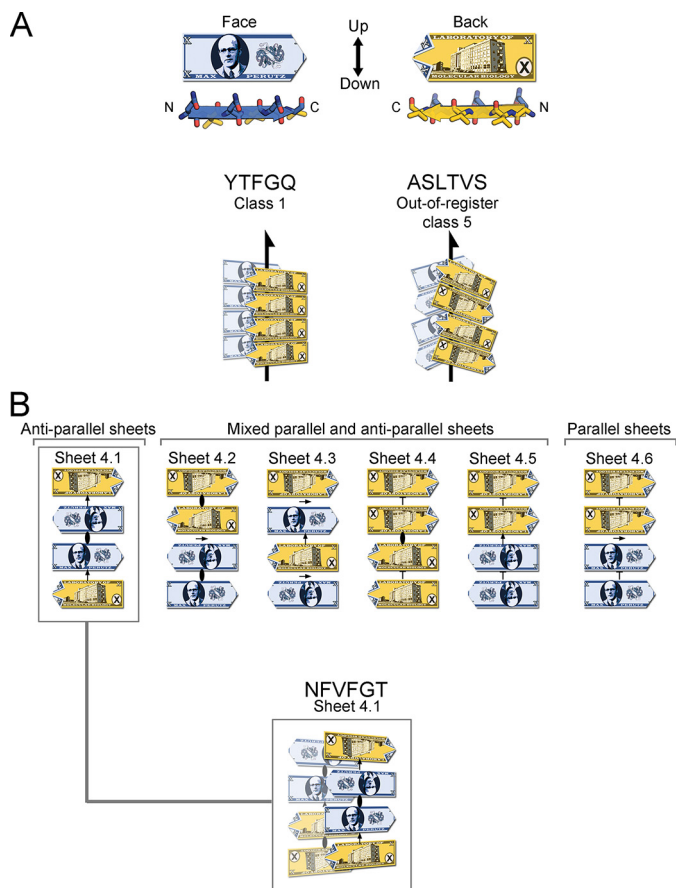 A
Face
Up
Back
MAX PERUTZ
Down
LABORATORY OF
MOLECULAR BIOLOGY
X
N
C
C
N
YTFGQ
Class 1
ASLTVS
Out-of-register
class 5
B
Anti-parallel sheets
Mixed parallel and anti-parallel sheets
Parallel sheets
Sheet 4.1
Sheet 4.2
Sheet 4.3
Sheet 4.4
Sheet 4.5
Sheet 4.6
NFVFGT
Sheet 4.1